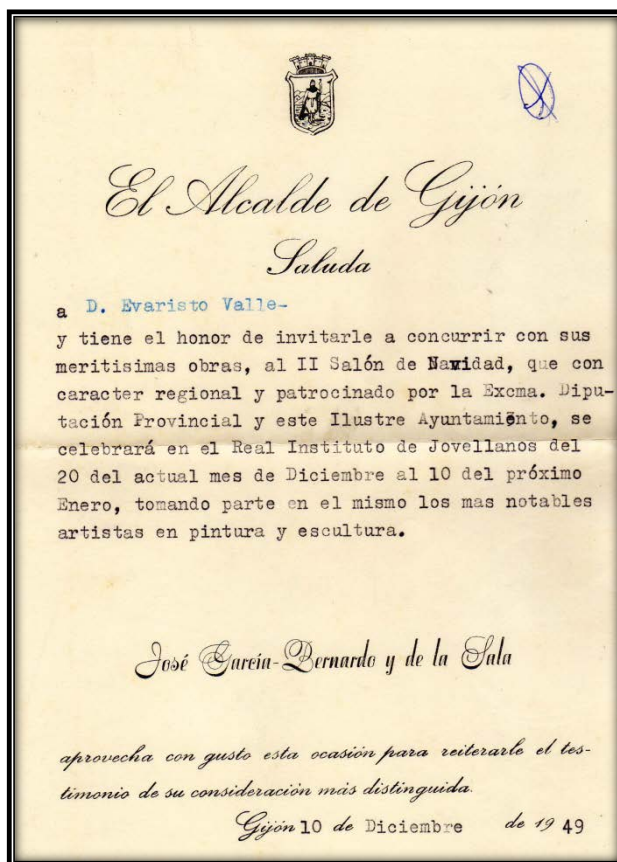 El Alcalde de Gijón
Saluda
a D. Evaristo Valle-
y tiene el honor de invitarle a concurrir con sus
meritisimas obras, al II Salón de Navidad, que con
caracter regional y patrocinado por la Excma. Dipu-
tación Provincial y este Ilustre Ayuntamiento, se
celebrará en el Real Instituto de Jovellanos del
20 del actual mes de Diciembre al 10 del próximo
Enero, tomando parte en el mismo los mas notables
artistas en pintura y escultura.
José García-Bernardo y de la Sala
aprovecha con gusto esta ocasión para reiterarle el tes-
timonio de su consideración más distinguida.
Gijón 10 de Diciembre de 19 49